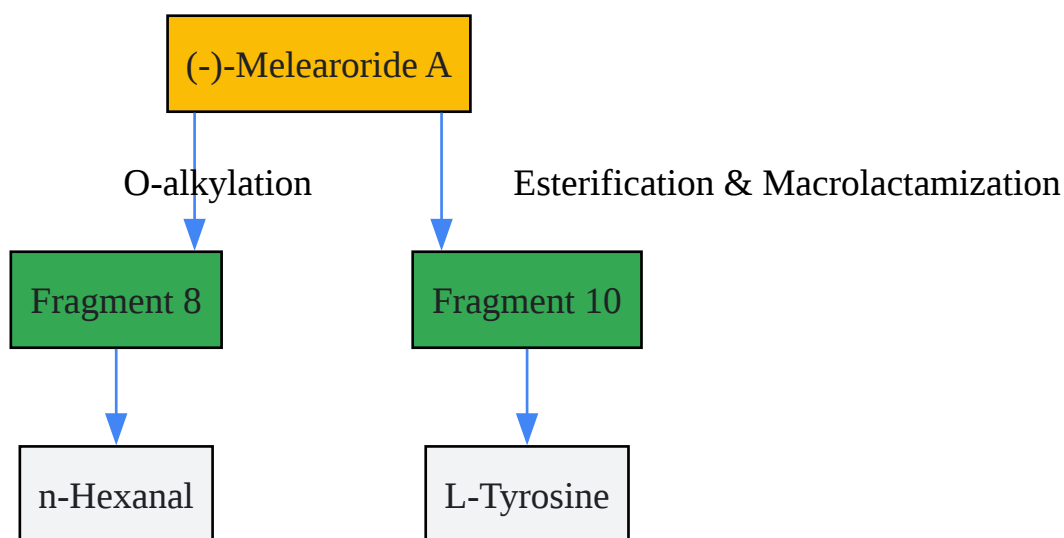 (-)-Melearoride A
O-alkylation
Esterification & Macrolactamization
Fragment 8
Fragment 10
n-Hexanal
L-Tyrosine